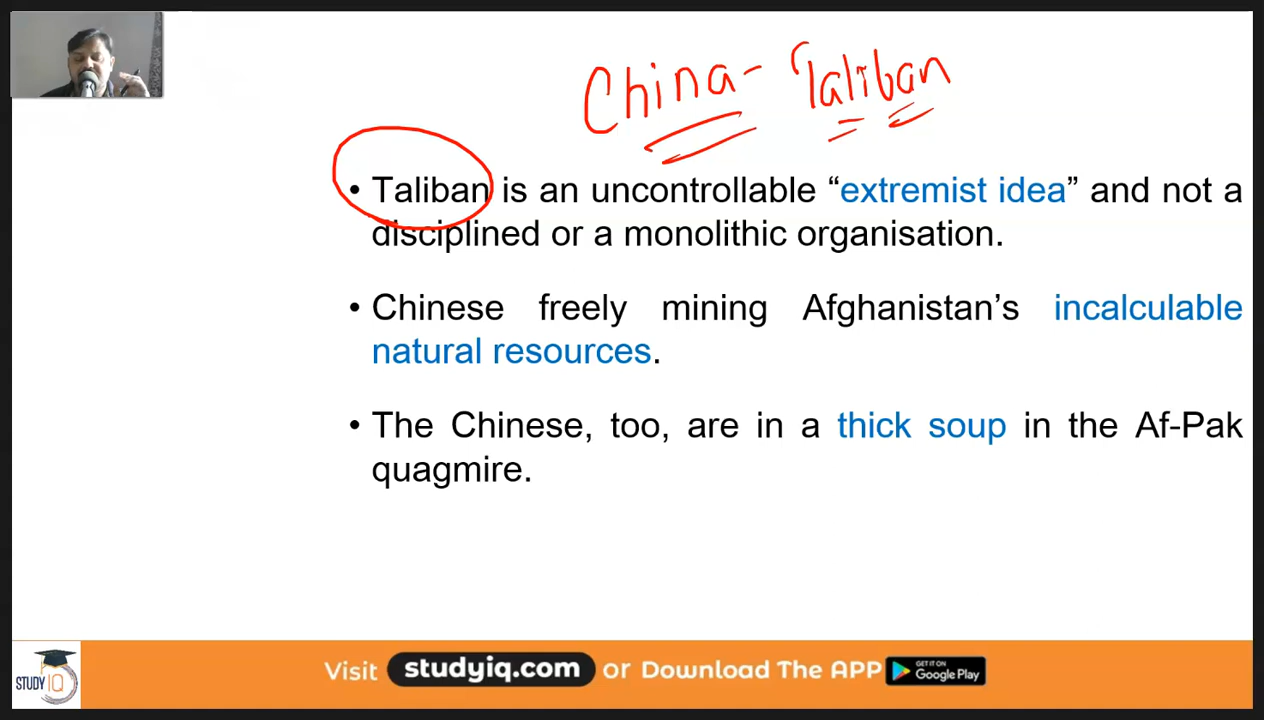 China- Taliban
• Taliban is an uncontrollable “extremist idea” and not a
disciplined or a monolithic organisation.
• Chinese freely mining Afghanistan’s incalculable
natural resources.
• The Chinese, too, are in a thick soup in the Af-Pak
quagmire.
STUDY IQ
Visit studyiq.com or Download The APP GET IT ON Google Play